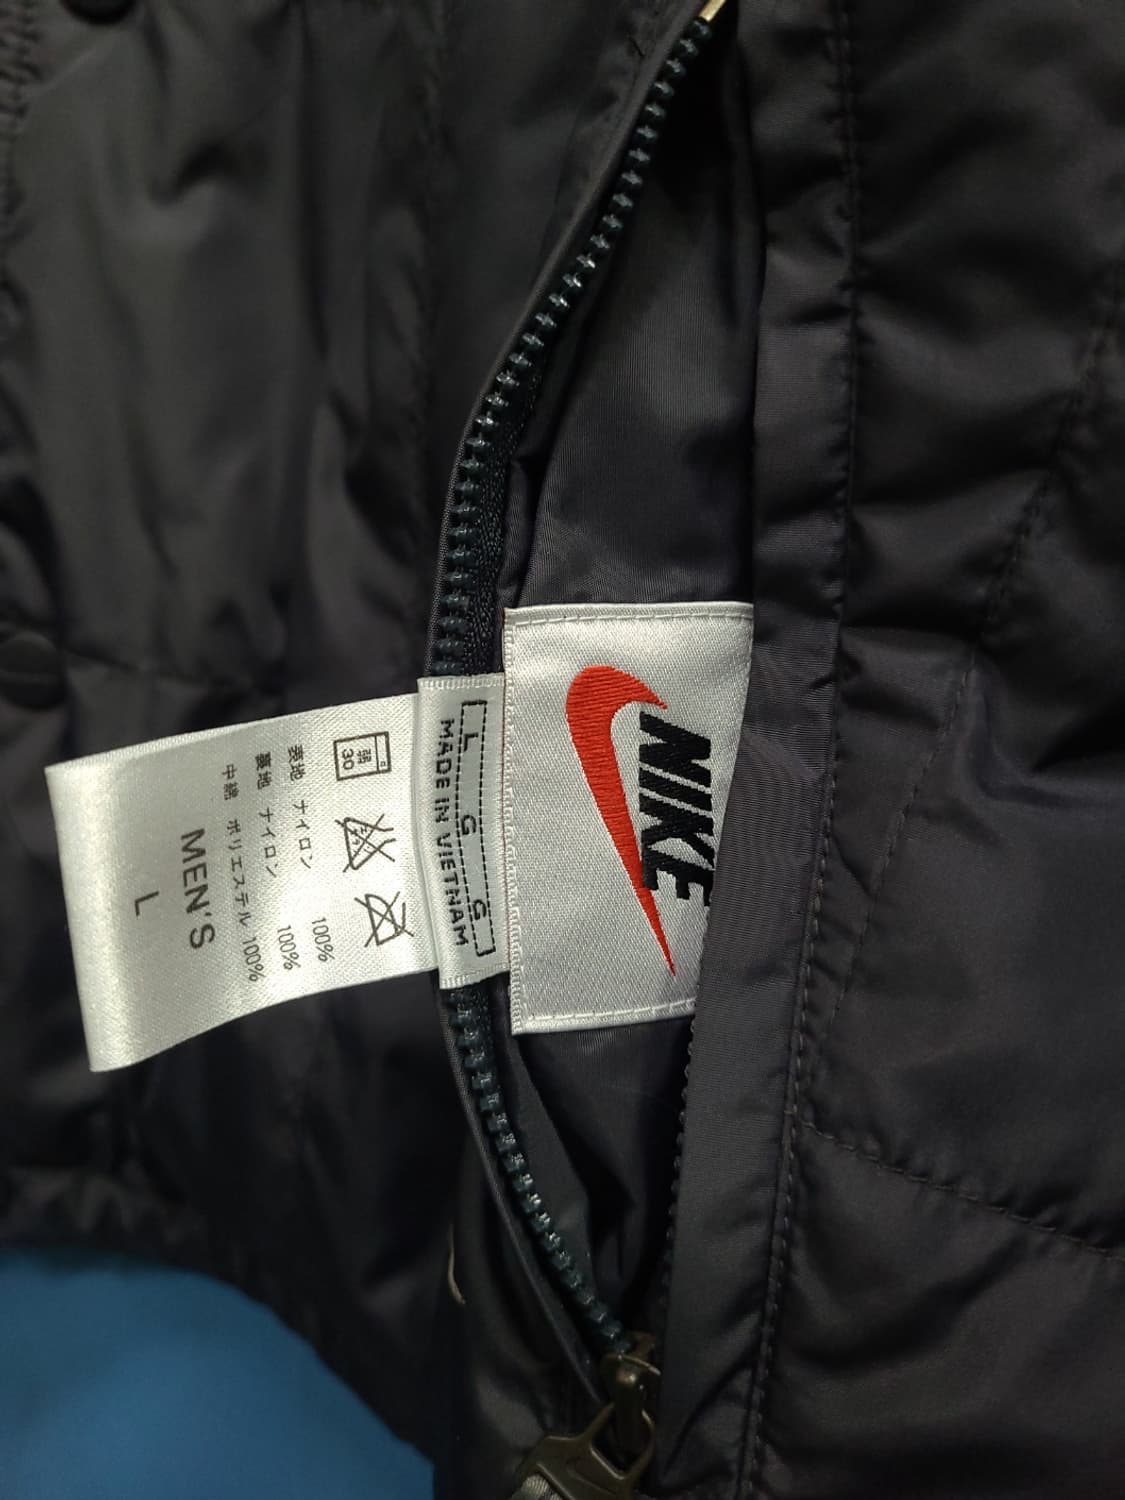 NIKE
L G G
MADE IN VIETNAM
30
表地 ナイロン 100%
裏地 ナイロン 100%
中綿 ポリエステル 100%
MEN'S
L